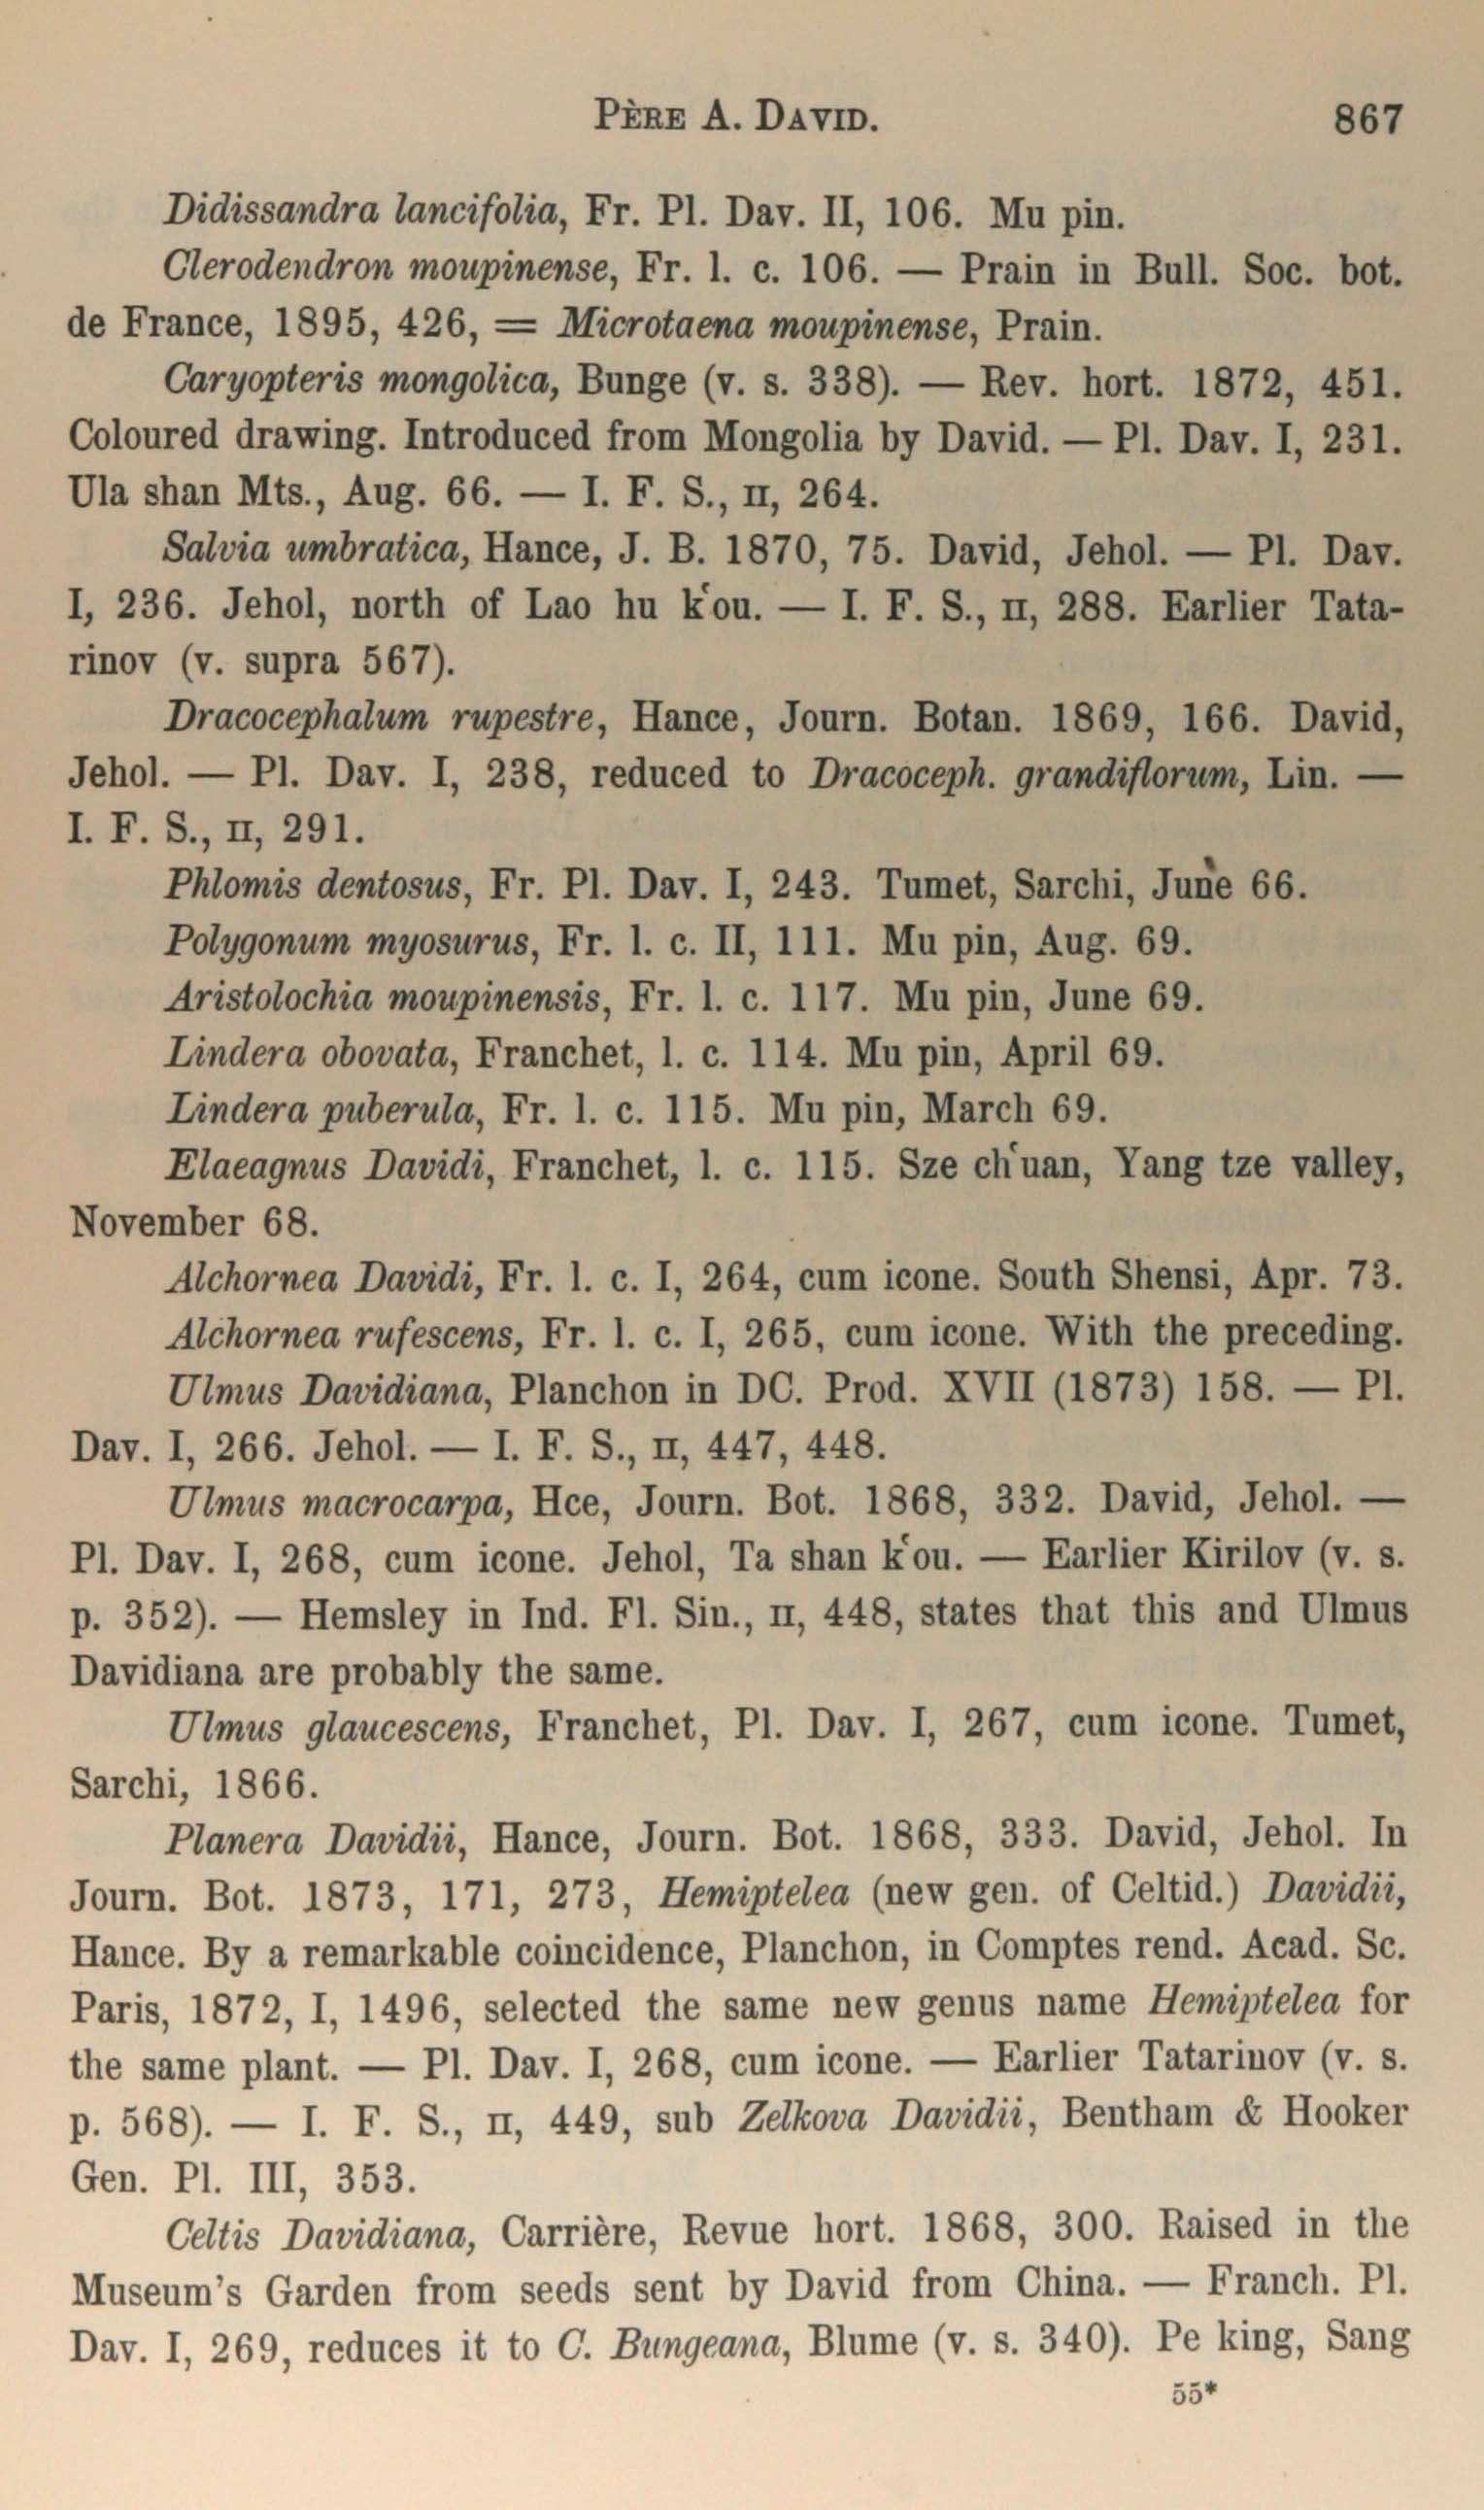 PÈRE A. DAVID. 867
Didissandra lancifolia, Fr. Pl. Dav. II, 106. Mu pin.
Clerodendron moupinense, Fr. l. c. 106. — Prain in Bull. Soc. bot.
de France, 1895, 426, = Microtaena moupinense, Prain.
Caryopteris mongolica, Bunge (v. s. 338). — Rev. hort. 1872, 451.
Coloured drawing. Introduced from Mongolia by David. — Pl. Dav. I, 231.
Ula shan Mts., Aug. 66. — I. F. S., II, 264.
Salvia umbratica, Hance, J. B. 1870, 75. David, Jehol. — Pl. Dav.
I, 236. Jehol, north of Lao hu k‘ou. — I. F. S., II, 288. Earlier Tata-
rinov (v. supra 567).
Dracocephalum rupestre, Hance, Journ. Botan. 1869, 166. David,
Jehol. — Pl. Dav. I, 238, reduced to Dracoceph. grandiflorum, Lin. —
I. F. S., II, 291.
Phlomis dentosus, Fr. Pl. Dav. I, 243. Tumet, Sarchi, June 66.
Polygonum myosurus, Fr. l. c. II, 111. Mu pin, Aug. 69.
Aristolochia moupinensis, Fr. l. c. 117. Mu pin, June 69.
Lindera obovata, Franchet, l. c. 114. Mu pin, April 69.
Lindera puberula, Fr. l. c. 115. Mu pin, March 69.
Elaeagnus Davidi, Franchet, l. c. 115. Sze ch‘uan, Yang tze valley,
November 68.
Alchornea Davidi, Fr. l. c. I, 264, cum icone. South Shensi, Apr. 73.
Alchornea rufescens, Fr. l. c. I, 265, cum icone. With the preceding.
Ulmus Davidiana, Planchon in DC. Prod. XVII (1873) 158. — Pl.
Dav. I, 266. Jehol. — I. F. S., II, 447, 448.
Ulmus macrocarpa, Hce, Journ. Bot. 1868, 332. David, Jehol. —
Pl. Dav. I, 268, cum icone. Jehol, Ta shan k‘ou. — Earlier Kirilov (v. s.
p. 352). — Hemsley in Ind. Fl. Sin., II, 448, states that this and Ulmus
Davidiana are probably the same.
Ulmus glaucescens, Franchet, Pl. Dav. I, 267, cum icone. Tumet,
Sarchi, 1866.
Planera Davidii, Hance, Journ. Bot. 1868, 333. David, Jehol. In
Journ. Bot. 1873, 171, 273, Hemiptelea (new gen. of Celtid.) Davidii,
Hance. By a remarkable coincidence, Planchon, in Comptes rend. Acad. Sc.
Paris, 1872, I, 1496, selected the same new genus name Hemiptelea for
the same plant. — Pl. Dav. I, 268, cum icone. — Earlier Tatarinov (v. s.
p. 568). — I. F. S., II, 449, sub Zelkova Davidii, Bentham & Hooker
Gen. Pl. III, 353.
Celtis Davidiana, Carrière, Revue hort. 1868, 300. Raised in the
Museum's Garden from seeds sent by David from China. — Franch. Pl.
Dav. I, 269, reduces it to C. Bungeana, Blume (v. s. 340). Pe king, Sang
55*